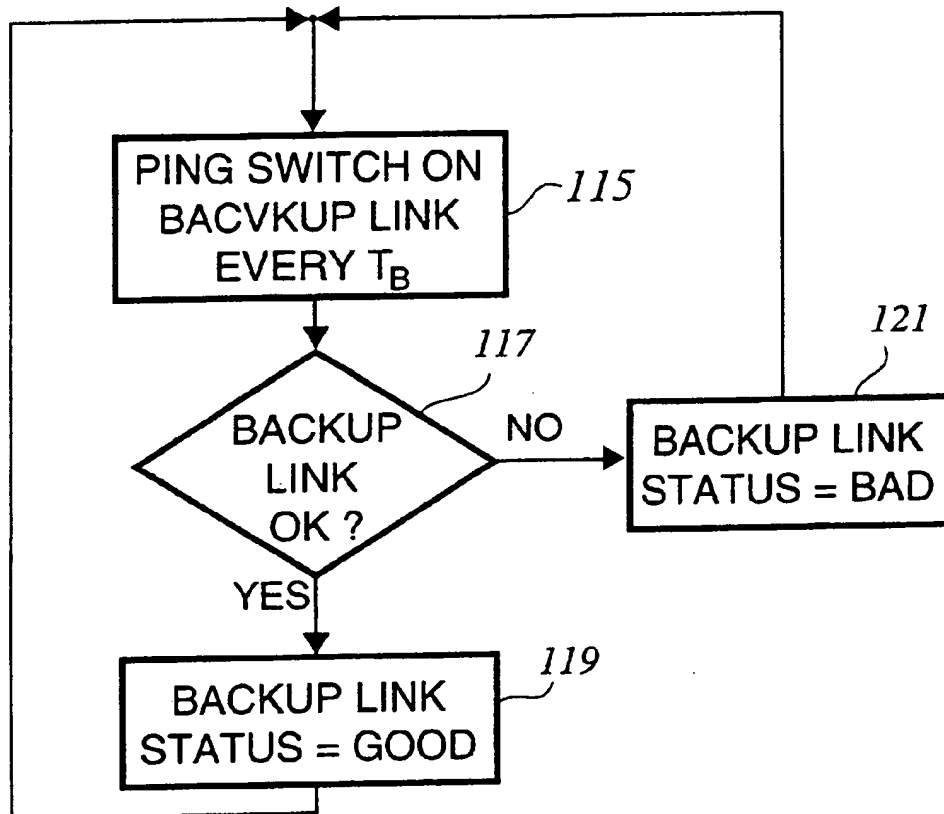 PING SWITCH ON
BACVKUP LINK
EVERY T_B
115
117
BACKUP
LINK
OK ?
NO
121
BACKUP LINK
STATUS = BAD
YES
119
BACKUP LINK
STATUS = GOOD